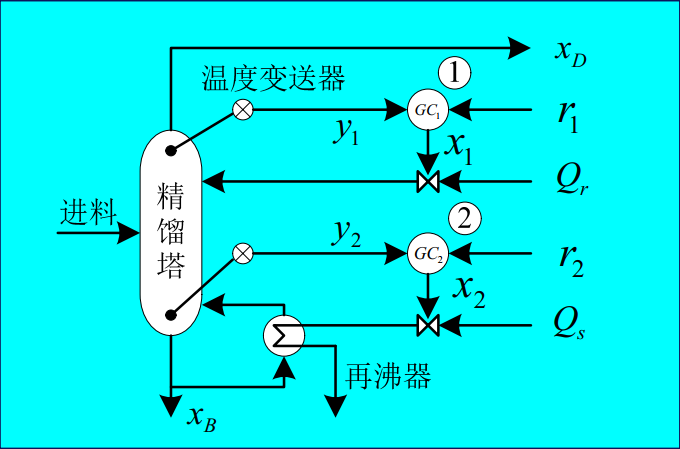 x_D
①
温度变送器
GC₁
r₁
y₁
x₁
精馏塔
Q_r
进料
②
y₂
GC₂
r₂
x₂
Q_s
再沸器
x_B